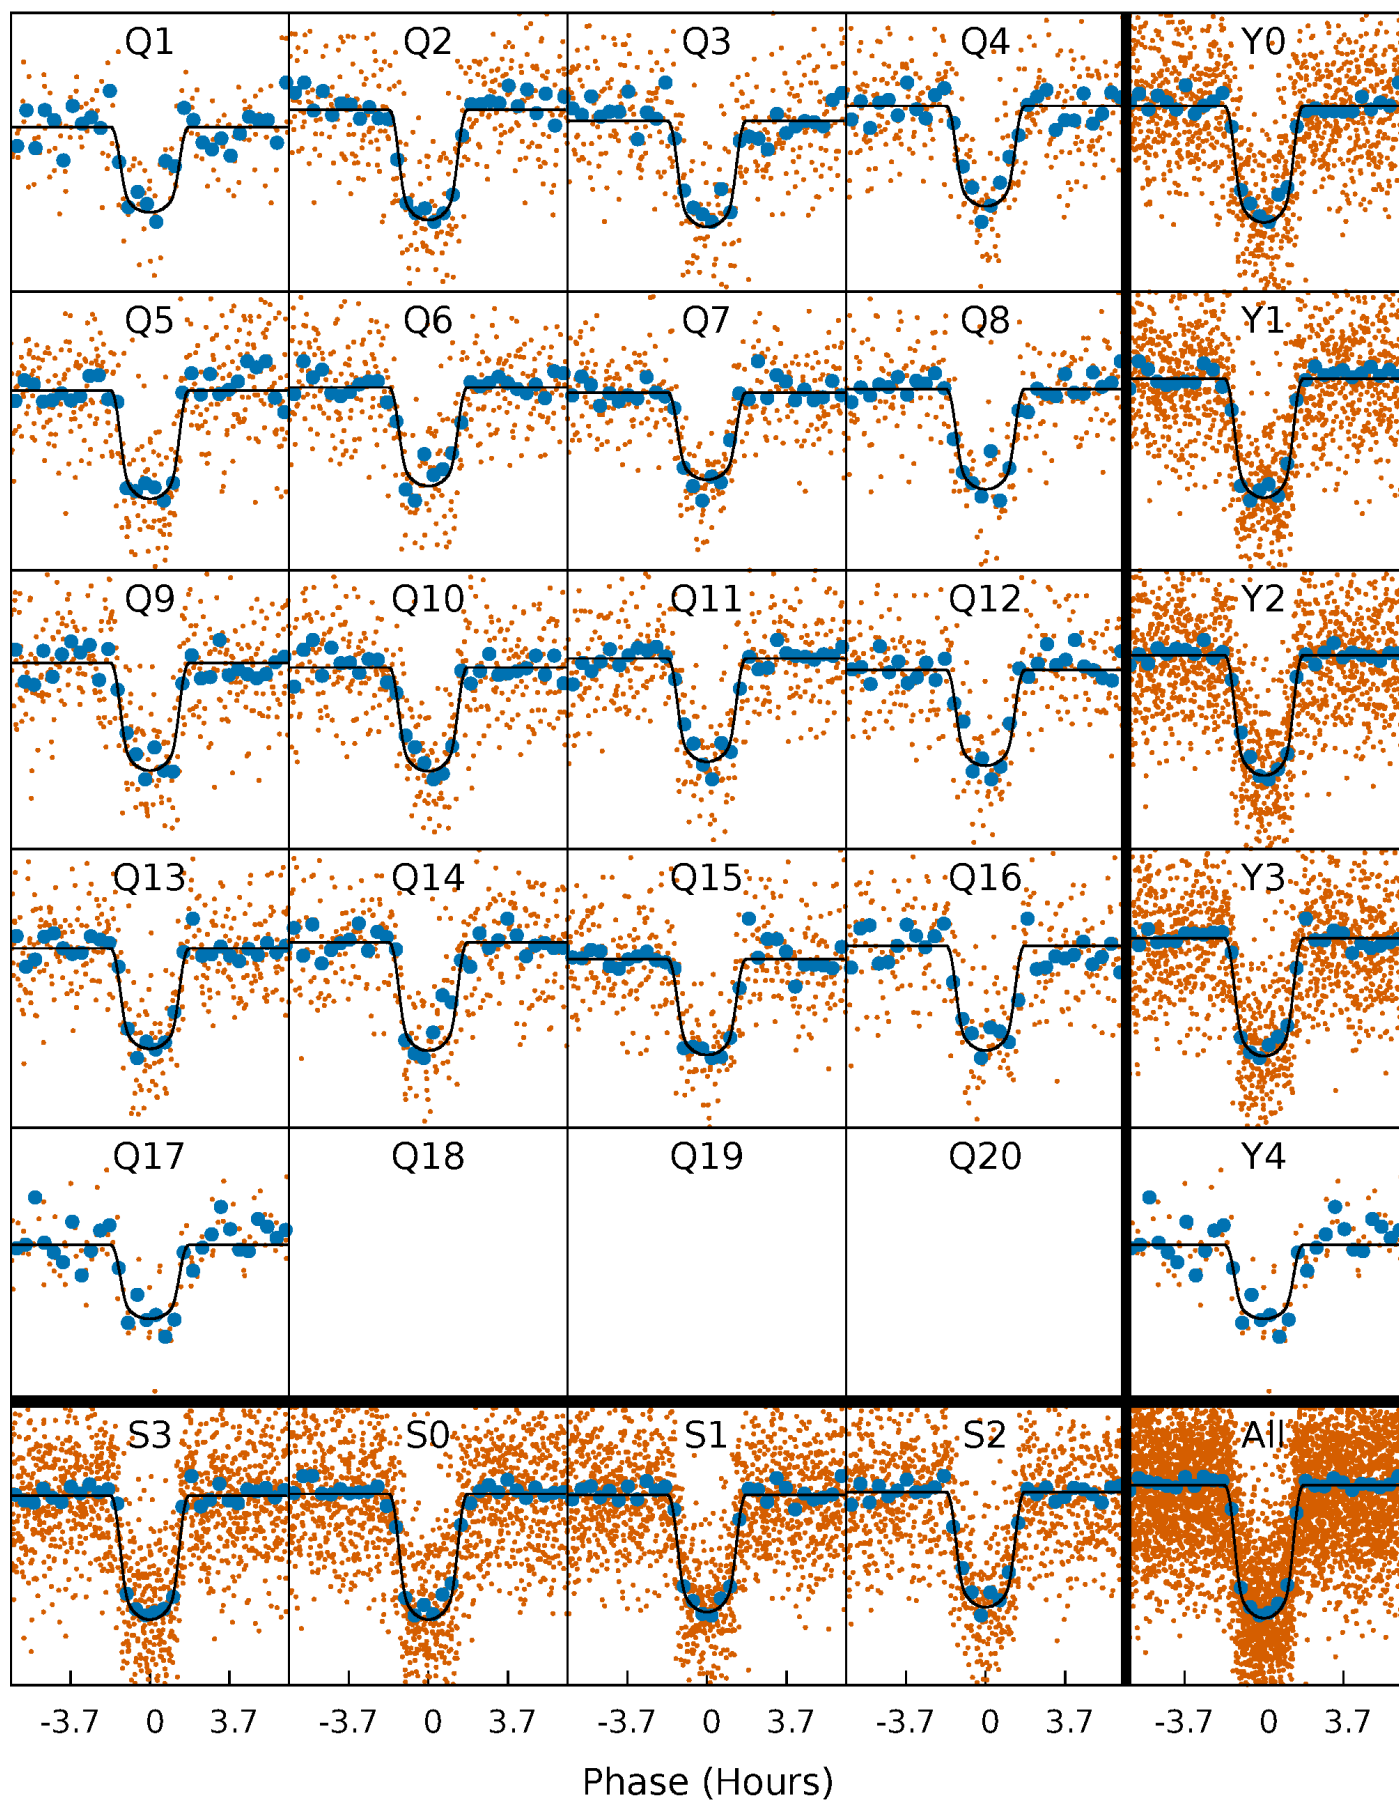 Q1 Q2 Q3 Q4 Y0
Q5 Q6 Q7 Q8 Y1
Q9 Q10 Q11 Q12 Y2
Q13 Q14 Q15 Q16 Y3
Q17 Q18 Q19 Q20 Y4
S3 S0 S1 S2 All
-3.7 0 3.7 -3.7 0 3.7 -3.7 0 3.7 -3.7 0 3.7 -3.7 0 3.7
Phase (Hours)